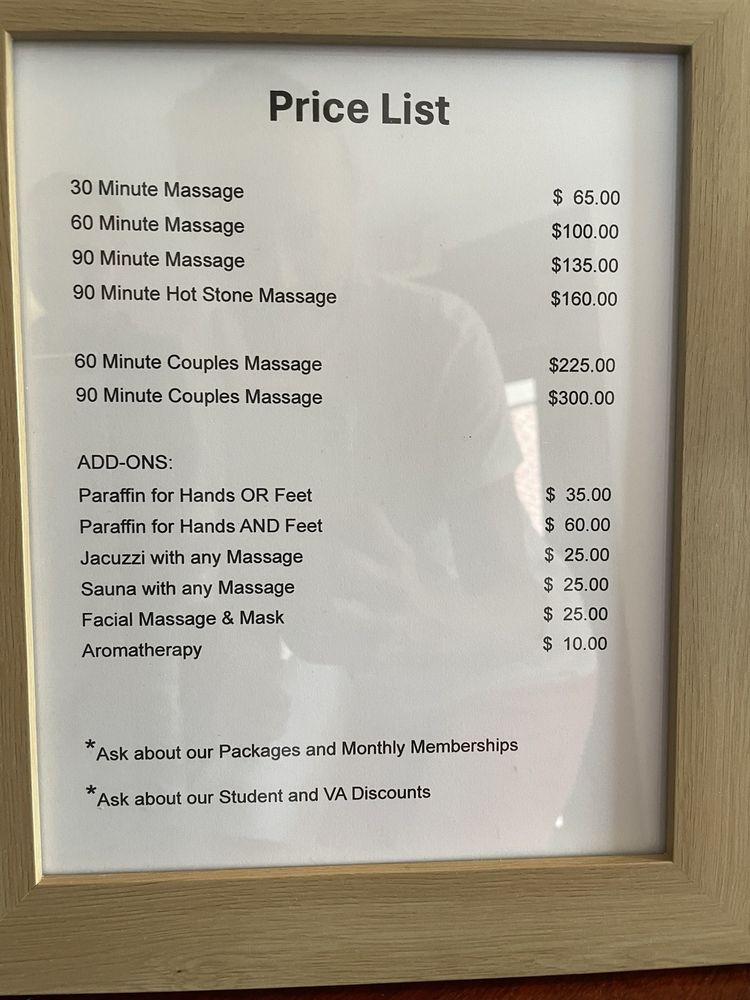 Price List
30 Minute Massage $ 65.00
60 Minute Massage $100.00
90 Minute Massage $135.00
90 Minute Hot Stone Massage $160.00
60 Minute Couples Massage $225.00
90 Minute Couples Massage $300.00
ADD-ONS:
Paraffin for Hands OR Feet $ 35.00
Paraffin for Hands AND Feet $ 60.00
Jacuzzi with any Massage $ 25.00
Sauna with any Massage $ 25.00
Facial Massage & Mask $ 25.00
Aromatherapy $ 10.00
*Ask about our Packages and Monthly Memberships
*Ask about our Student and VA Discounts